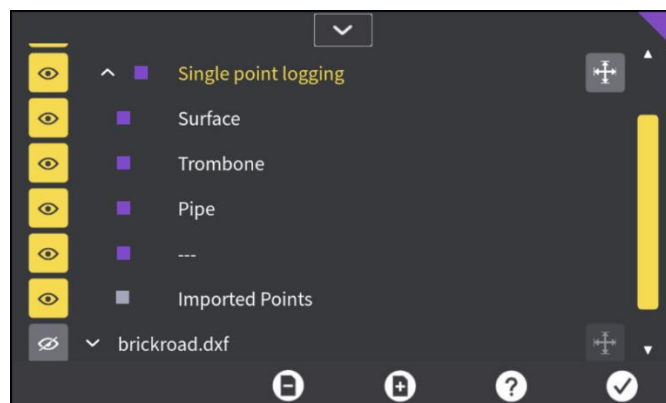 Single point logging
Surface
Trombone
Pipe
---
Imported Points
brickroad.dxf
?